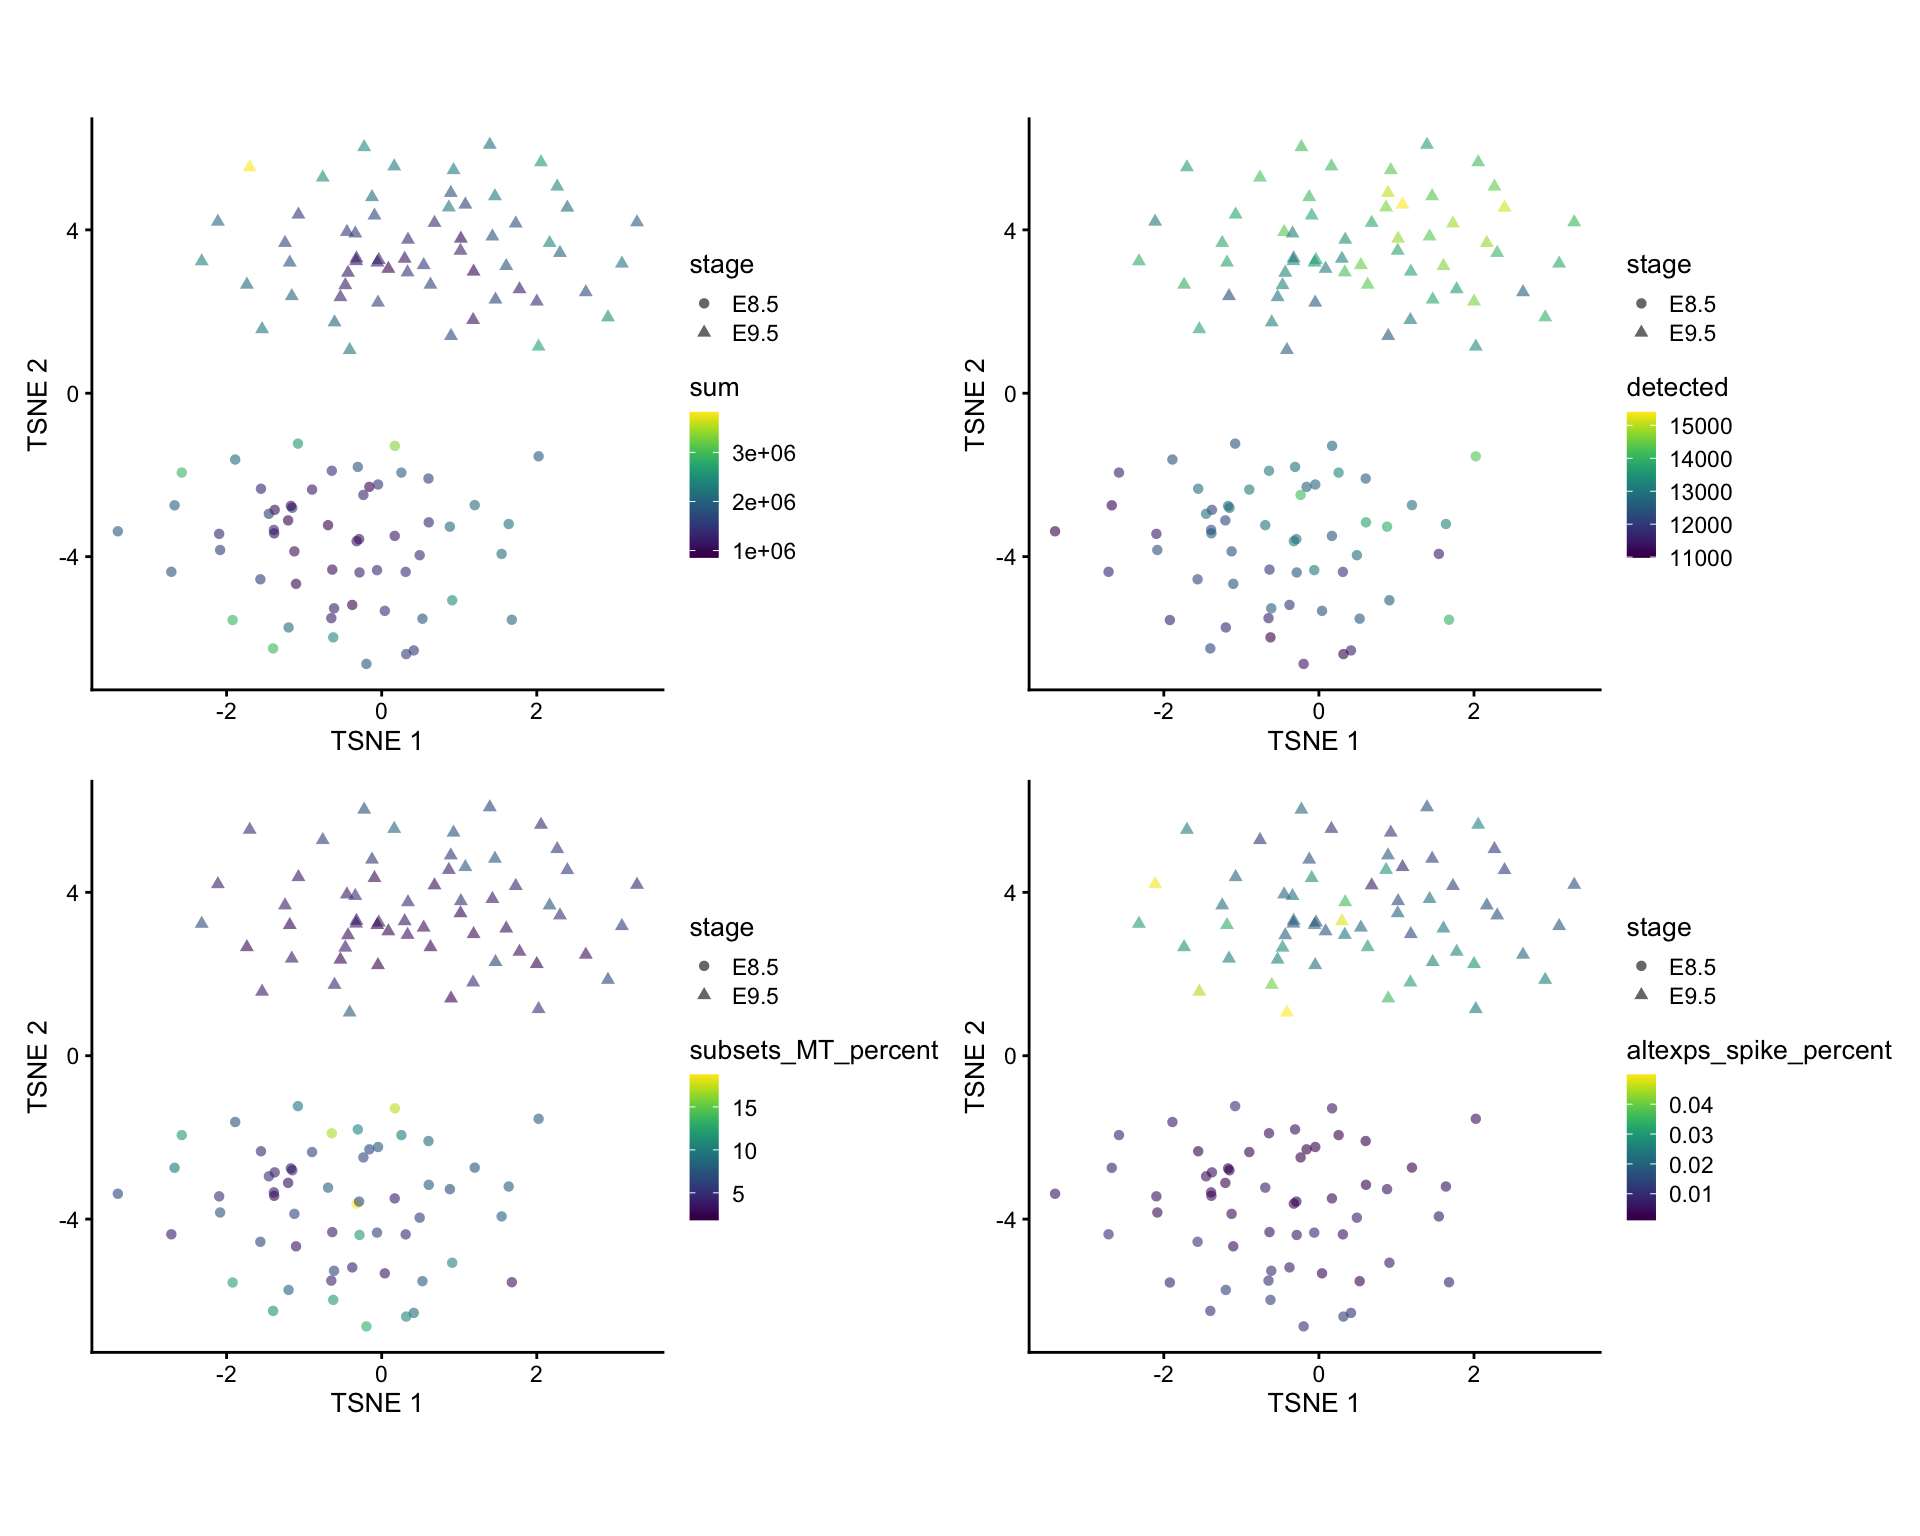 TSNE 2
4
0
-4
-2 0 2
TSNE 1
stage
E8.5
E9.5
sum
3e+06
2e+06
1e+06
TSNE 2
4
0
-4
-2 0 2
TSNE 1
stage
E8.5
E9.5
detected
15000
14000
13000
12000
11000
TSNE 2
4
0
-4
-2 0 2
TSNE 1
stage
E8.5
E9.5
subsets_MT_percent
15
10
5
TSNE 2
4
0
-4
-2 0 2
TSNE 1
stage
E8.5
E9.5
altexps_spike_percent
0.04
0.03
0.02
0.01